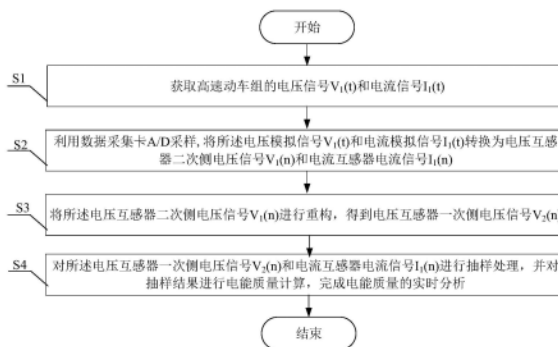 开始
S1
获取高速动车组的电压信号V₁(t)和电流信号I₁(t)
S2
利用数据采集卡A/D采样,将所述电压模拟信号V₁(t)和电流模拟信号I₁(t)转换为电压互感
器二次侧电压信号V₁(n)和电流互感器电流信号I₁(n)
S3
将所述电压互感器二次侧电压信号V₁(n)进行重构，得到电压互感器一次侧电压信号V₂(n)
S4
对所述电压互感器一次侧电压信号V₂(n)和电流互感器电流信号I₁(n)进行抽样处理，并对
抽样结果进行电能质量计算，完成电能质量的实时分析
结束